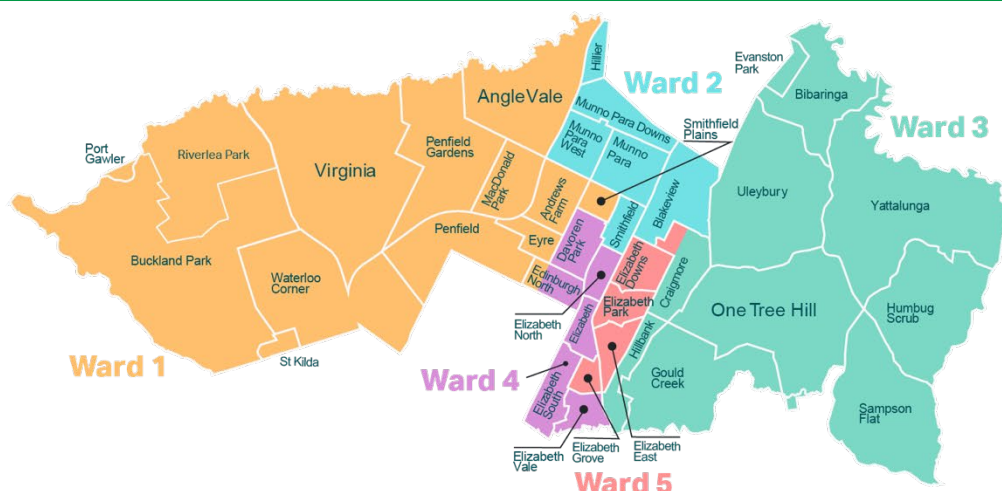 Port
Gawler
Riverlea Park
Buckland Park
Virginia
Waterloo
Corner
St Kilda
Ward 1
Penfield
Gardens
Angle Vale
MacDonald
Park
Penfield
Andrews
Farm
Eyre
Edinburgh
North
Davoren
Park
Hillier
Ward 2
Munno Para Downs
Munno
Para
West
Munno
Para
Smithfield
Plains
Smithfield
Blakeview
Evanston
Park
Bibaringa
Ward 3
Uleybury
Yattalunga
Craigmore
One Tree Hill
Humbug
Scrub
Hillbank
Gould
Creek
Sampson
Flat
Elizabeth
Downs
Elizabeth
Park
Elizabeth
North
Elizabeth
Ward 4
Elizabeth
South
Elizabeth
Vale
Elizabeth
Grove
Elizabeth
East
Ward 5